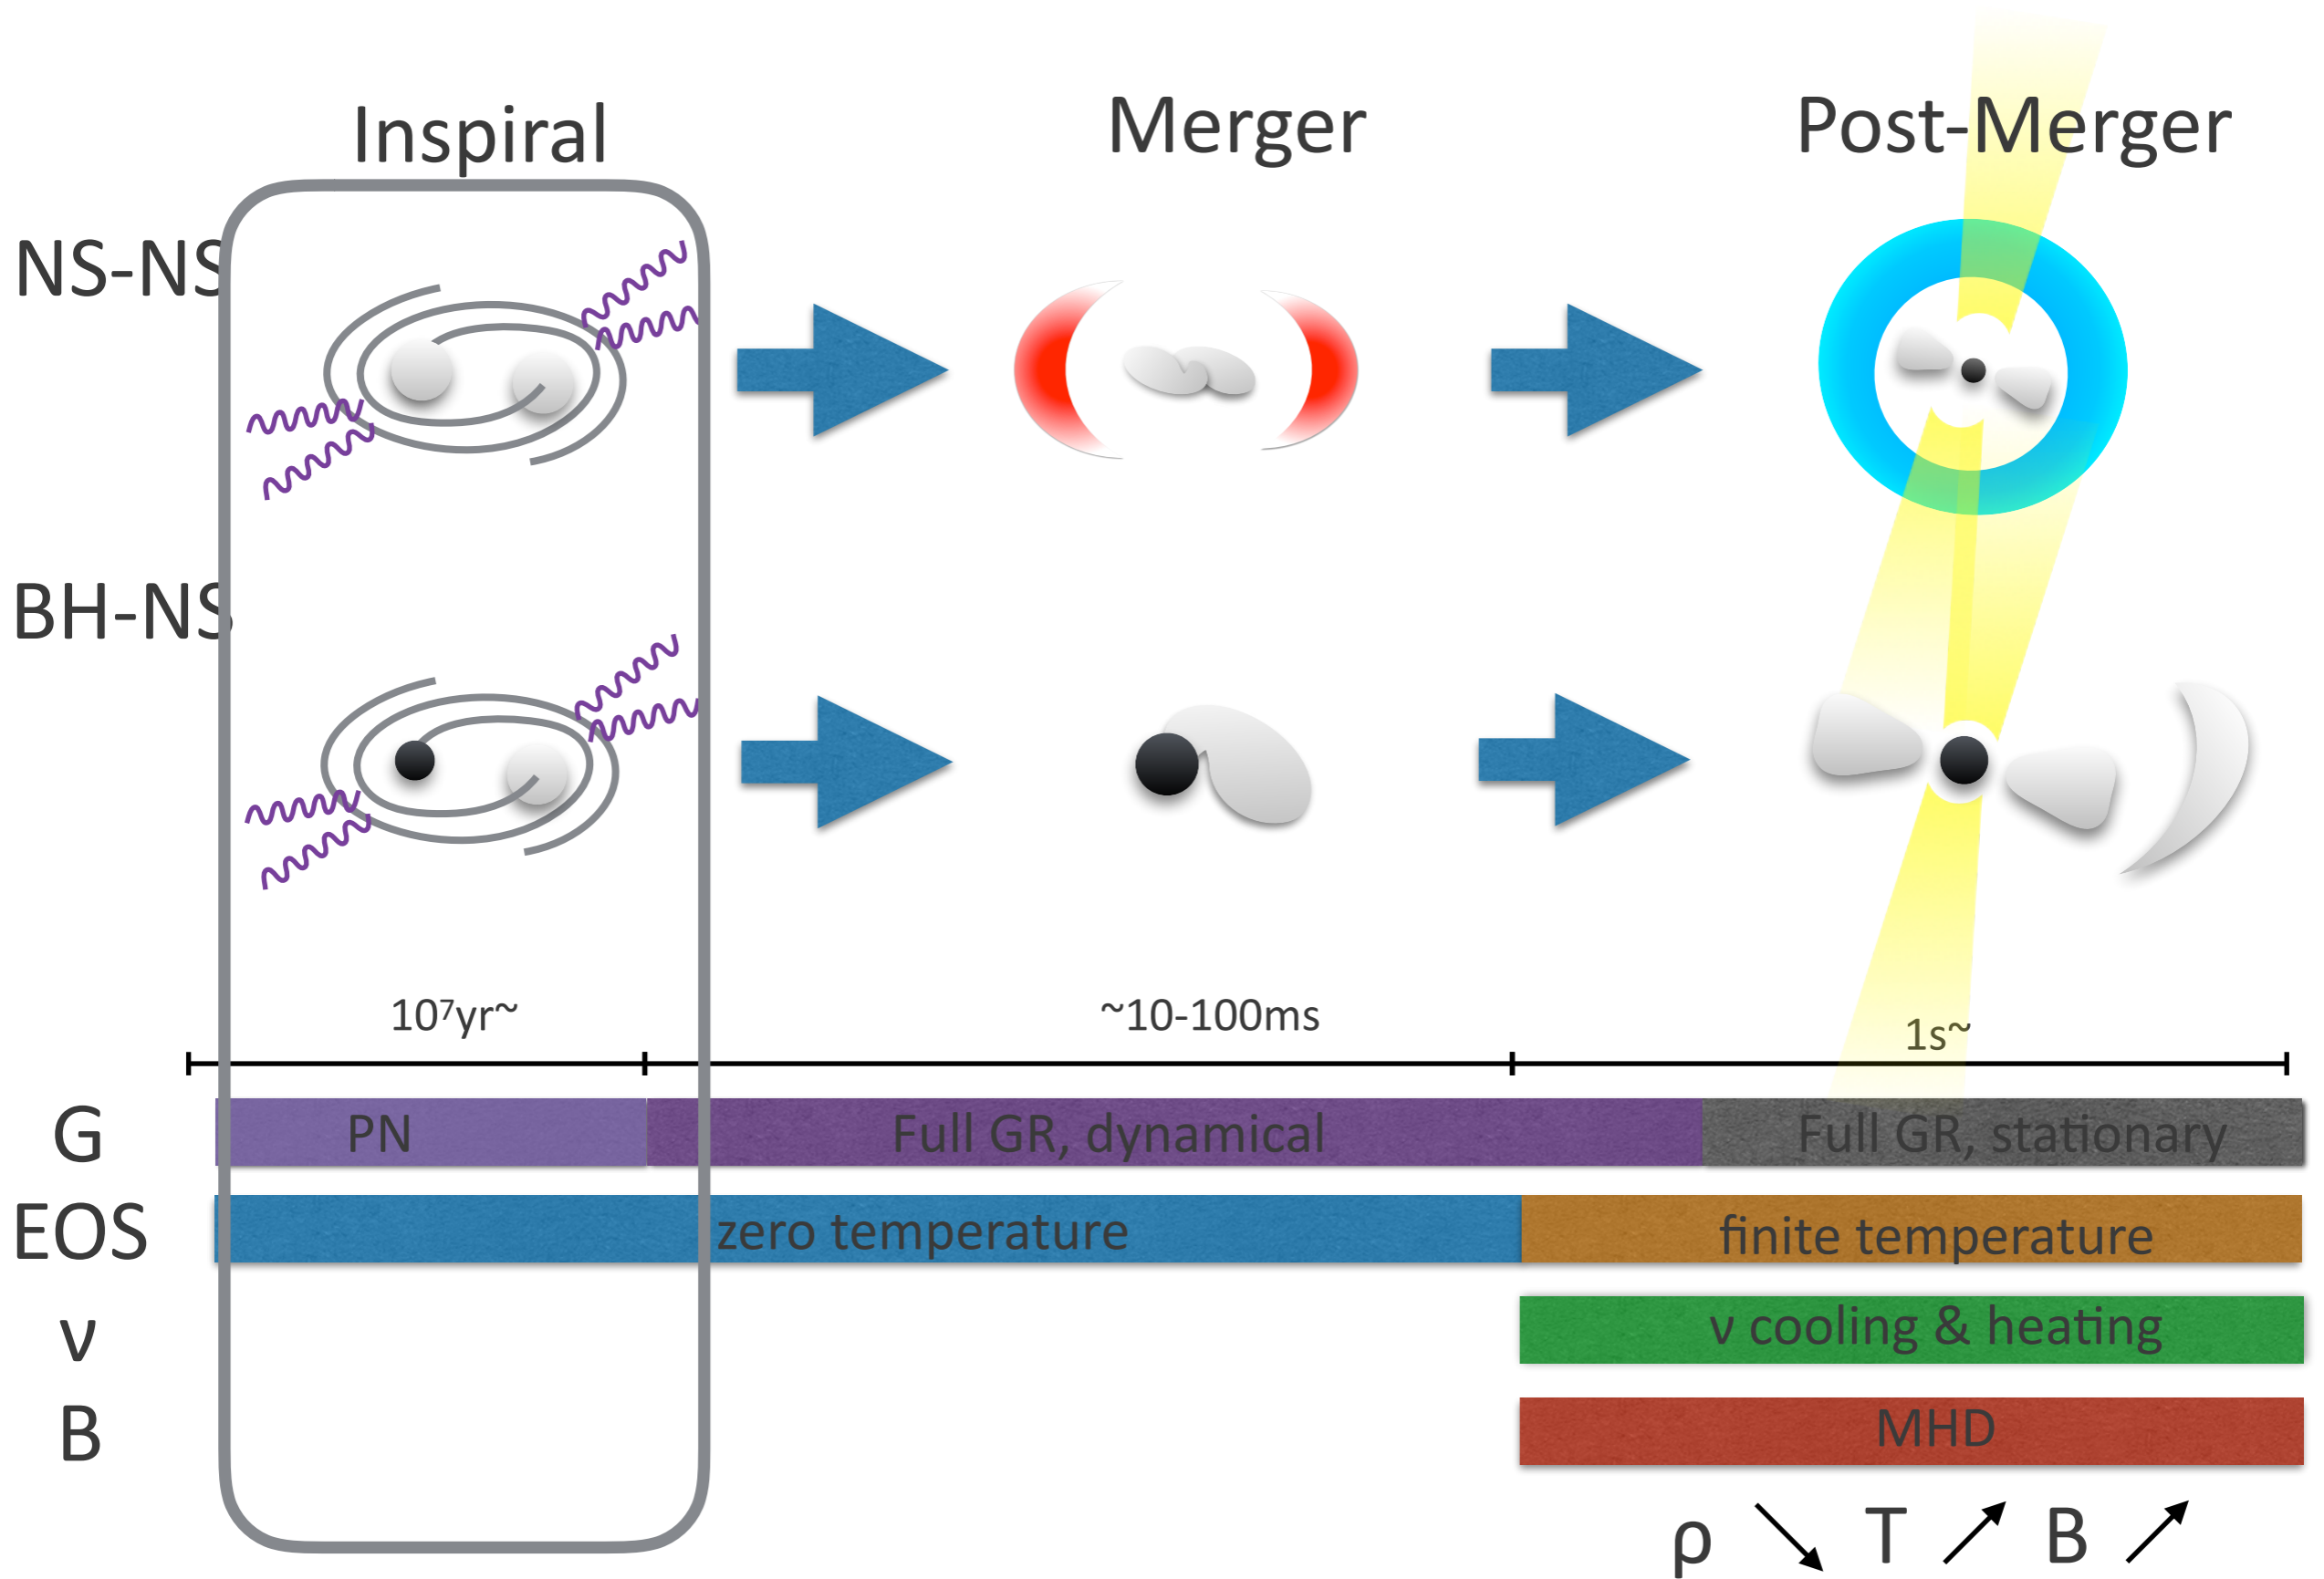 Inspiral
Merger
Post-Merger
NS-NS
BH-NS
10⁷yr~
~10-100ms
1s~
G
PN
Full GR, dynamical
Full GR, stationary
EOS
zero temperature
finite temperature
ν
ν cooling & heating
B
MHD
ρ T B